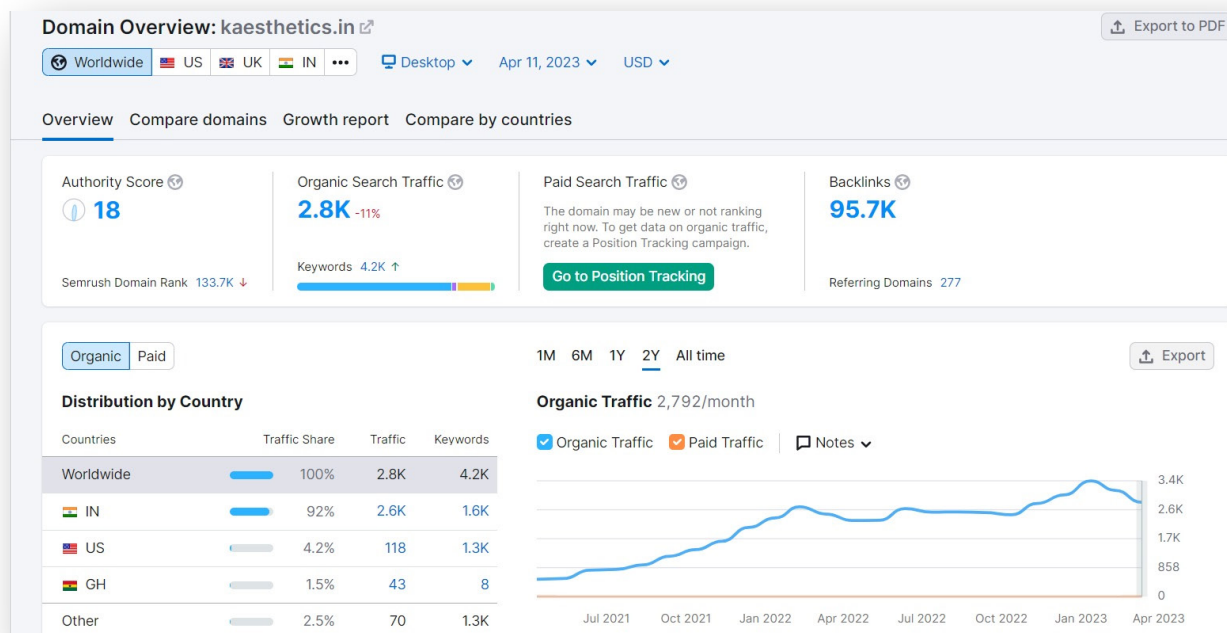 Domain Overview: kaesthetics.in
Export to PDF
Worldwide US UK IN •••
Desktop Apr 11, 2023 USD
Overview Compare domains Growth report Compare by countries
Authority Score
18
Semrush Domain Rank 133.7K ↓
Organic Search Traffic
2.8K -11%
Keywords 4.2K ↑
Paid Search Traffic
The domain may be new or not ranking
right now. To get data on organic traffic,
create a Position Tracking campaign.
Go to Position Tracking
Backlinks
95.7K
Referring Domains 277
Organic Paid
Distribution by Country
Countries Traffic Share Traffic Keywords
Worldwide 100% 2.8K 4.2K
IN 92% 2.6K 1.6K
US 4.2% 118 1.3K
GH 1.5% 43 8
Other 2.5% 70 1.3K
1M 6M 1Y 2Y All time
Export
Organic Traffic 2,792/month
Organic Traffic Paid Traffic Notes
3.4K
2.6K
1.7K
858
0
Jul 2021 Oct 2021 Jan 2022 Apr 2022 Jul 2022 Oct 2022 Jan 2023 Apr 2023